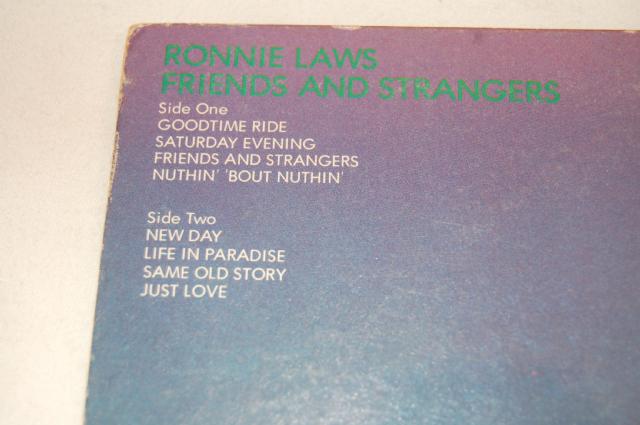 RONNIE LAWS
FRIENDS AND STRANGERS
Side One
GOODTIME RIDE
SATURDAY EVENING
FRIENDS AND STRANGERS
NUTHIN' 'BOUT NUTHIN'
Side Two
NEW DAY
LIFE IN PARADISE
SAME OLD STORY
JUST LOVE